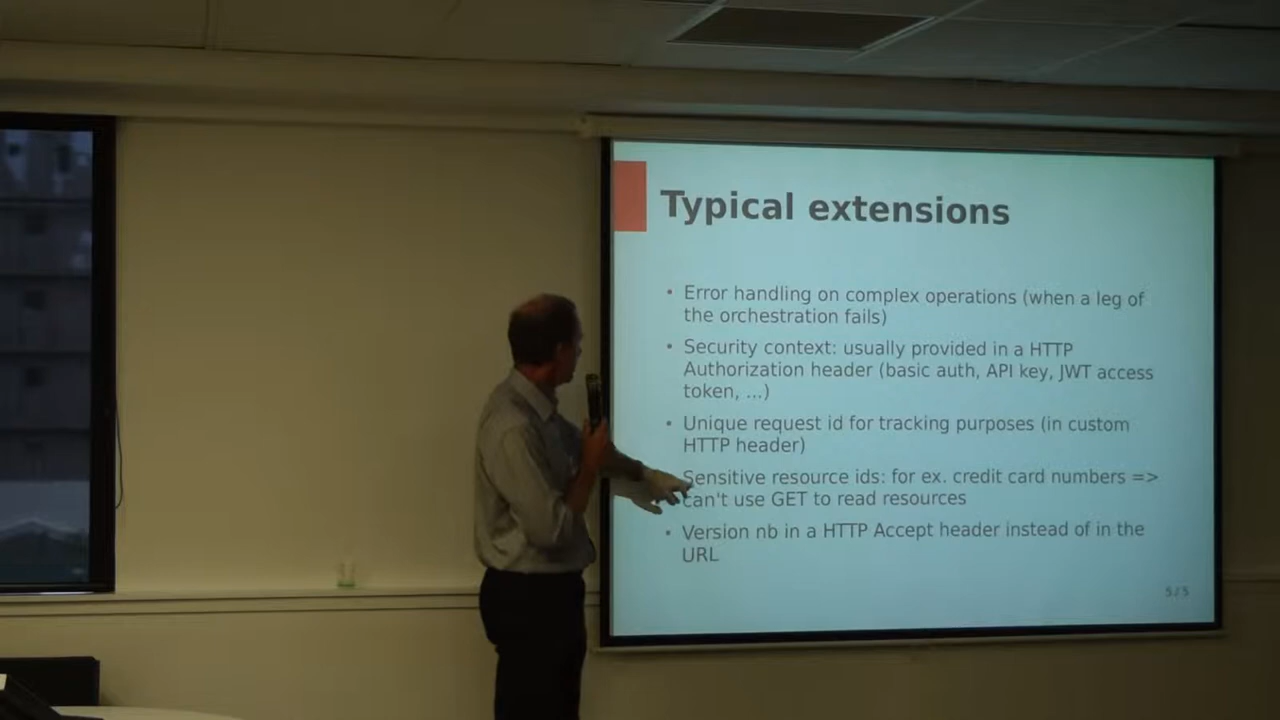 Typical extensions
• Error handling on complex operations (when a leg of
the orchestration fails)
• Security context: usually provided in a HTTP
Authorization header (basic auth, API key, JWT access
token, ...)
• Unique request id for tracking purposes (in custom
HTTP header)
Sensitive resource ids: for ex. credit card numbers =>
can't use GET to read resources
• Version nb in a HTTP Accept header instead of in the
URL
5 / 5